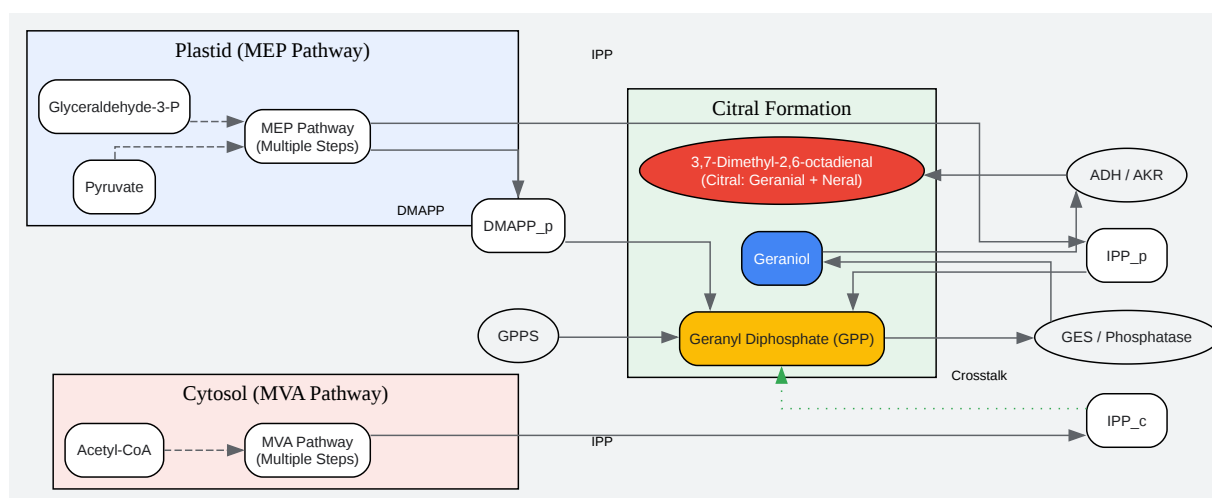 Plastid (MEP Pathway)
IPP
Glyceraldehyde-3-P
MEP Pathway
(Multiple Steps)
Pyruvate
DMAPP
DMAPP_p
Citral Formation
3,7-Dimethyl-2,6-octadienal
(Citral: Geranial + Neral)
ADH / AKR
Geraniol
IPP_p
GPPS
Geranyl Diphosphate (GPP)
GES / Phosphatase
Crosstalk
Cytosol (MVA Pathway)
Acetyl-CoA
MVA Pathway
(Multiple Steps)
IPP
IPP_c